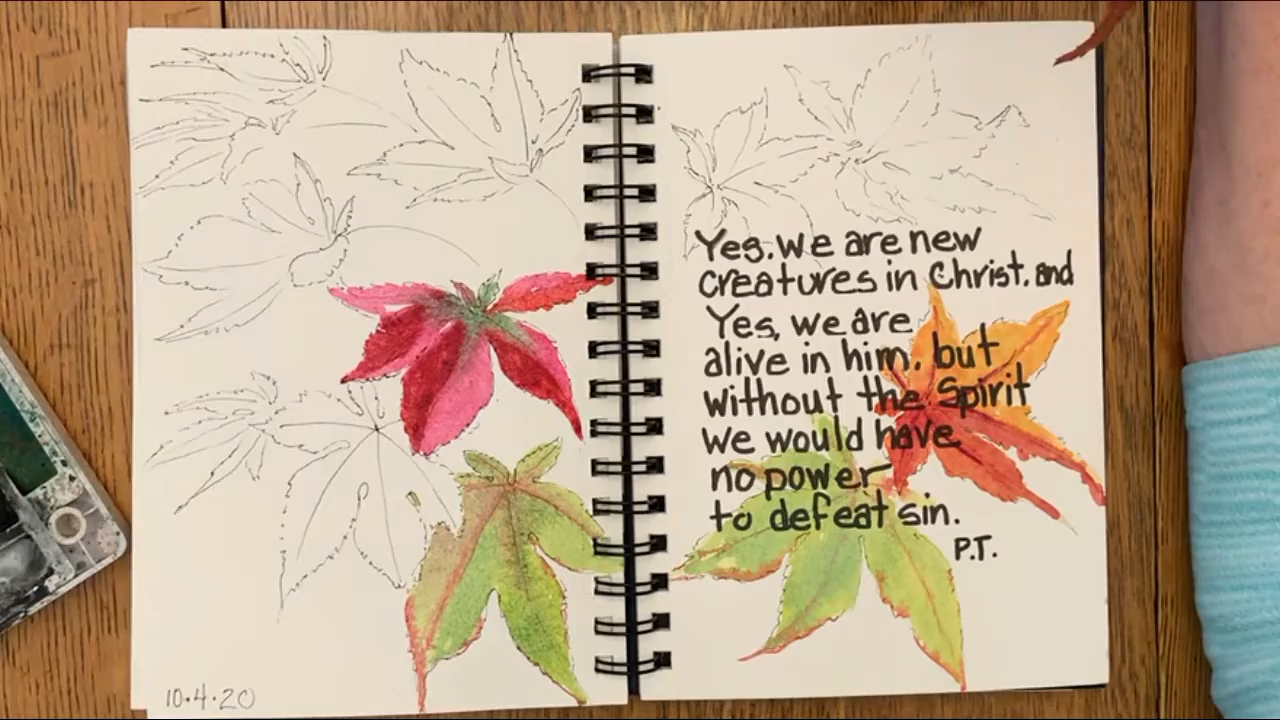 Yes. we are new
creatures in Christ. and
Yes, we are
alive in him. but
without the Spirit
we would have
no power
to defeat sin.
P.T.
10.4.20